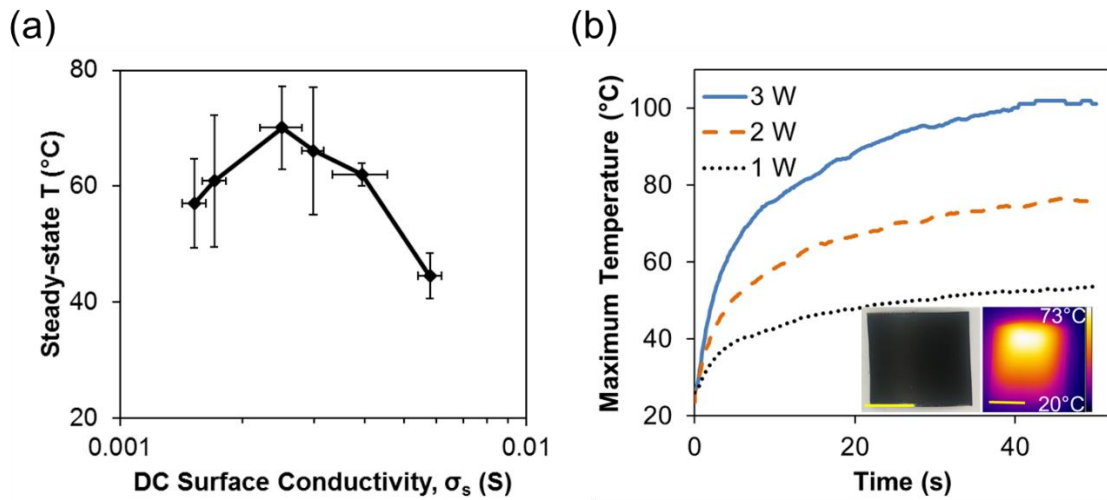 (a)
80
60
40
20
Steady-state T (°C)
0.001
0.01
DC Surface Conductivity, σₛ (S)
(b)
100
80
60
40
20
Maximum Temperature (°C)
3 W
2 W
1 W
73°C
20°C
0
20
40
Time (s)